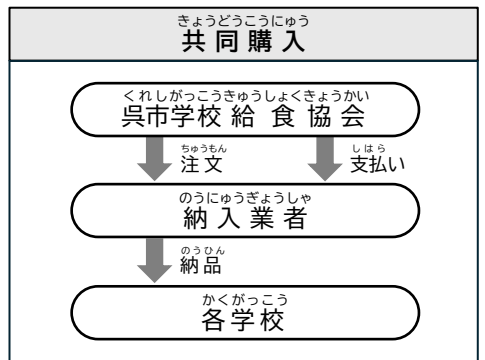 きょうどうこうにゅう
共同購入
くれしがっこうきゅうしょくきょうかい
呉市学校給食協会
ちゅうもん しはら
注文 支払い
のうにゅうぎょうしゃ
納入業者
のうひん
納品
かくがっこう
各学校